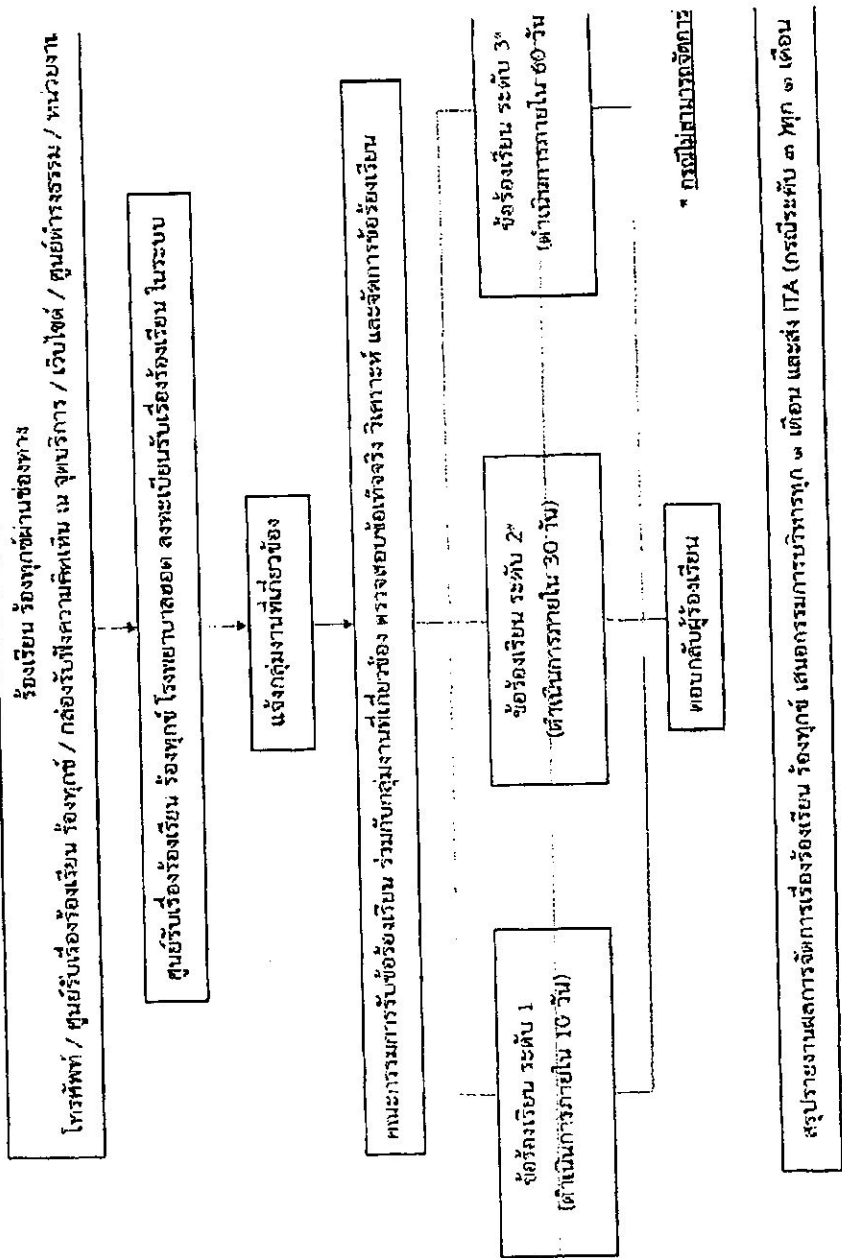 ร้องเรียน ร้องทุกข์ผ่านช่องทาง
โทรศัพท์ / ศูนย์รับเรื่องร้องเรียน ร้องทุกข์ / กล่องรับฟังความคิดเห็น ณ จุดบริการ / เว็บไซต์ / ศูนย์ดำรงธรรม / หน่วยงาน
ศูนย์รับเรื่องร้องเรียน ร้องทุกข์ โรงพยาบาลฮอด ลงทะเบียนรับเรื่องร้องเรียน ในระบบ
แจ้งกลุ่มงานที่เกี่ยวข้อง
คณะกรรมการรับข้อร้องเรียน ร่วมกับกลุ่มงานที่เกี่ยวข้อง ตรวจสอบข้อเท็จจริง วิเคราะห์ และจัดการข้อร้องเรียน
ข้อร้องเรียน ระดับ 1
(ดำเนินการภายใน 10 วัน)
ข้อร้องเรียน ระดับ 2*
(ดำเนินการภายใน 30 วัน)
ข้อร้องเรียน ระดับ 3*
(ดำเนินการภายใน 60 วัน)
* กรณีไม่สามารถจัดการ
ตอบกลับผู้ร้องเรียน
สรุปรายงานผลการจัดการเรื่องร้องเรียน ร้องทุกข์ เสนอกรรมการบริหารทุก ๓ เดือน และส่ง ITA (กรณีระดับ ๓ ทุก ๑ เดือน